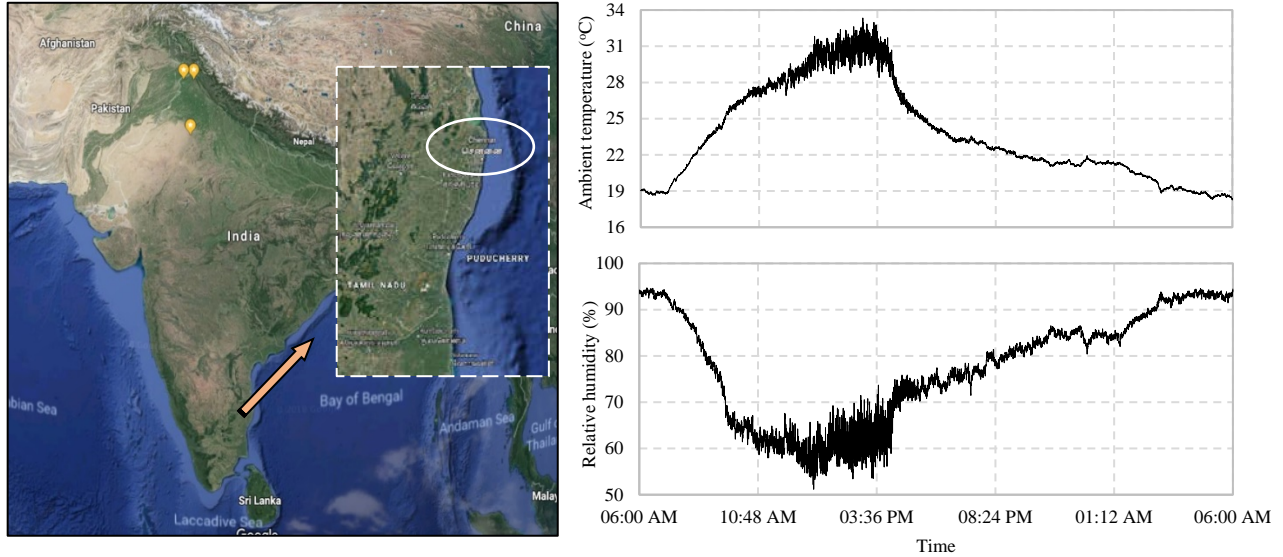 China
Afghanistan
Pakistan
Nepal
India
Chennai
PUDUCHERRY
TAMIL NADU
Bay of Bengal
bian Sea
Andaman Sea
Gulf o
Thaila
Sri Lanka
Malay
Laccadive Sea
Google
Ambient temperature (°C)
34
31
28
25
22
19
16
Relative humidity (%)
100
90
80
70
60
50
06:00 AM 10:48 AM 03:36 PM 08:24 PM 01:12 AM 06:00 AM
Time